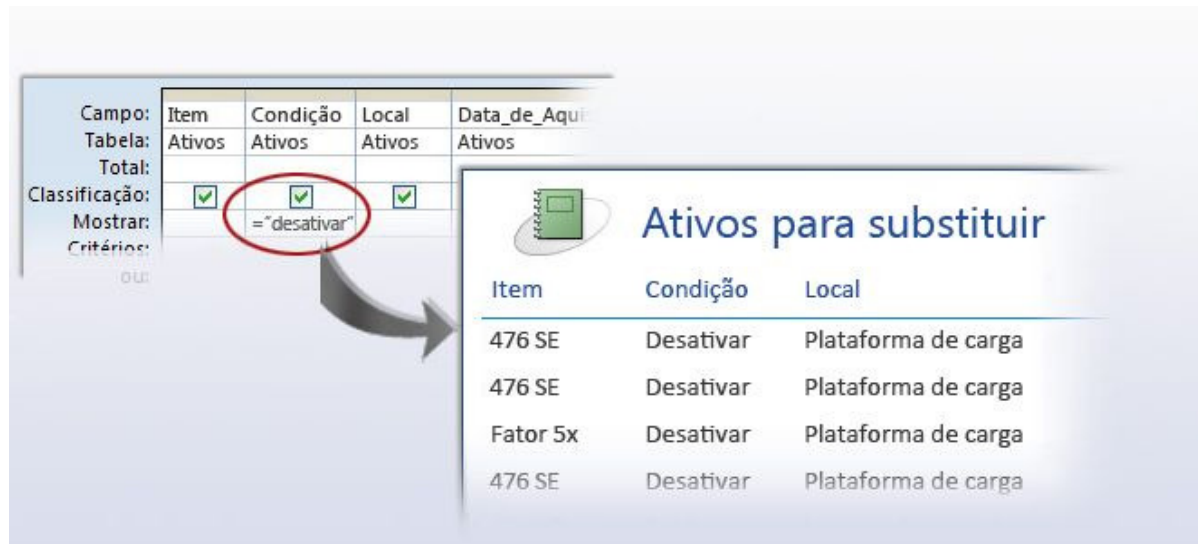 Campo: Item Condição Local Data_de_Aqui
Tabela: Ativos Ativos Ativos Ativos
Total:
Classificação:
Mostrar: ="desativar"
Critérios:
ou:
Ativos para substituir
Item Condição Local
476 SE Desativar Plataforma de carga
476 SE Desativar Plataforma de carga
Fator 5x Desativar Plataforma de carga
476 SE Desativar Plataforma de carga